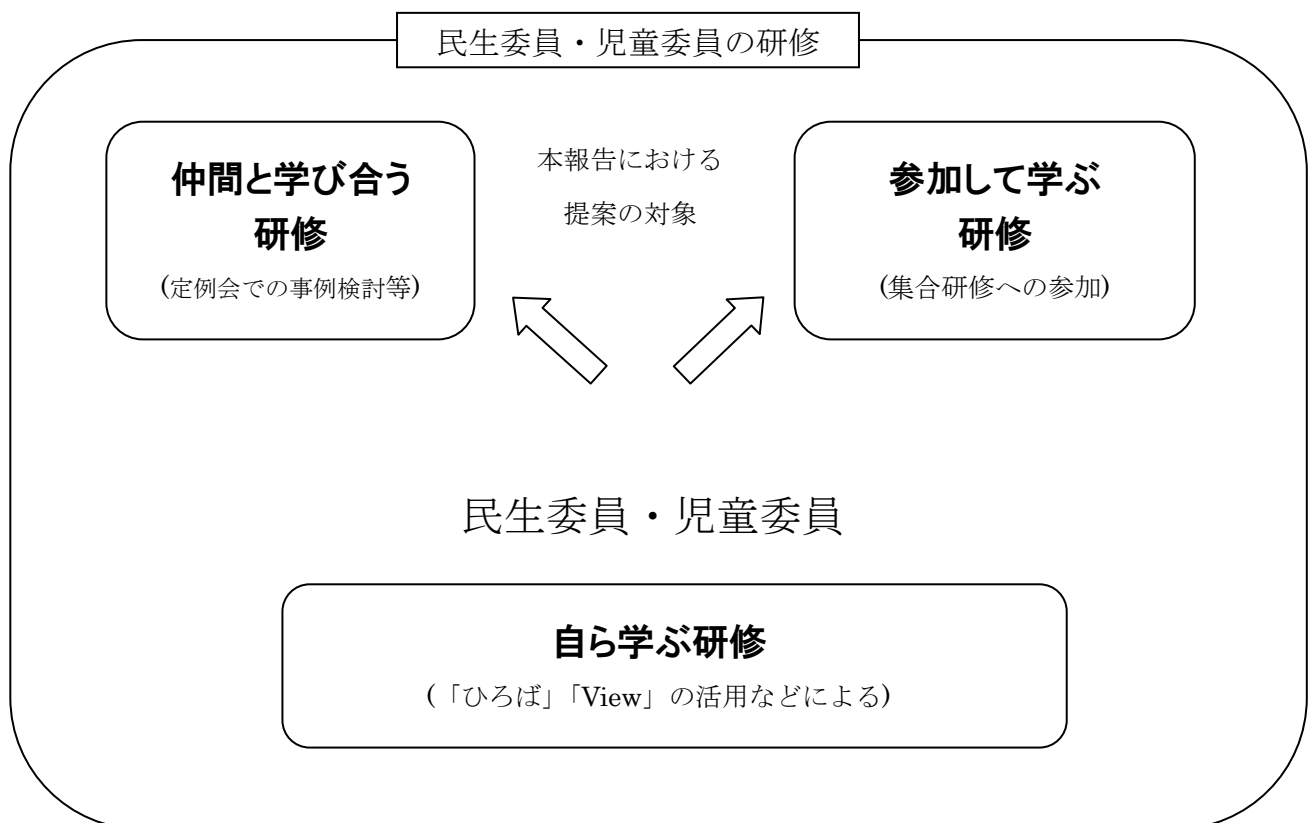 民生委員・児童委員の研修
仲間と学び合う
研修
(定例会での事例検討等)
本報告における
提案の対象
参加して学ぶ
研修
(集合研修への参加)
民生委員・児童委員
自ら学ぶ研修
(「ひろば」「View」の活用などによる)